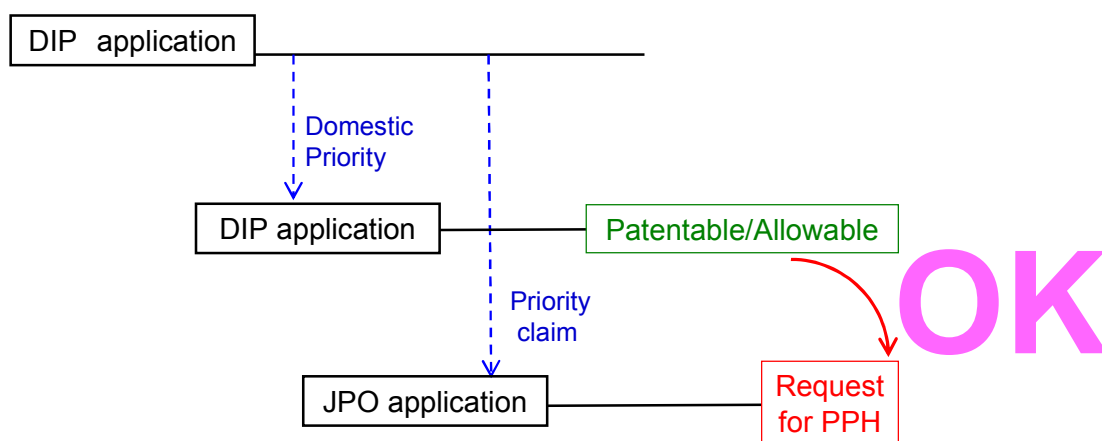 DIP application
Domestic
Priority
DIP application
Patentable/Allowable
OK
Priority
claim
JPO application
Request
for PPH